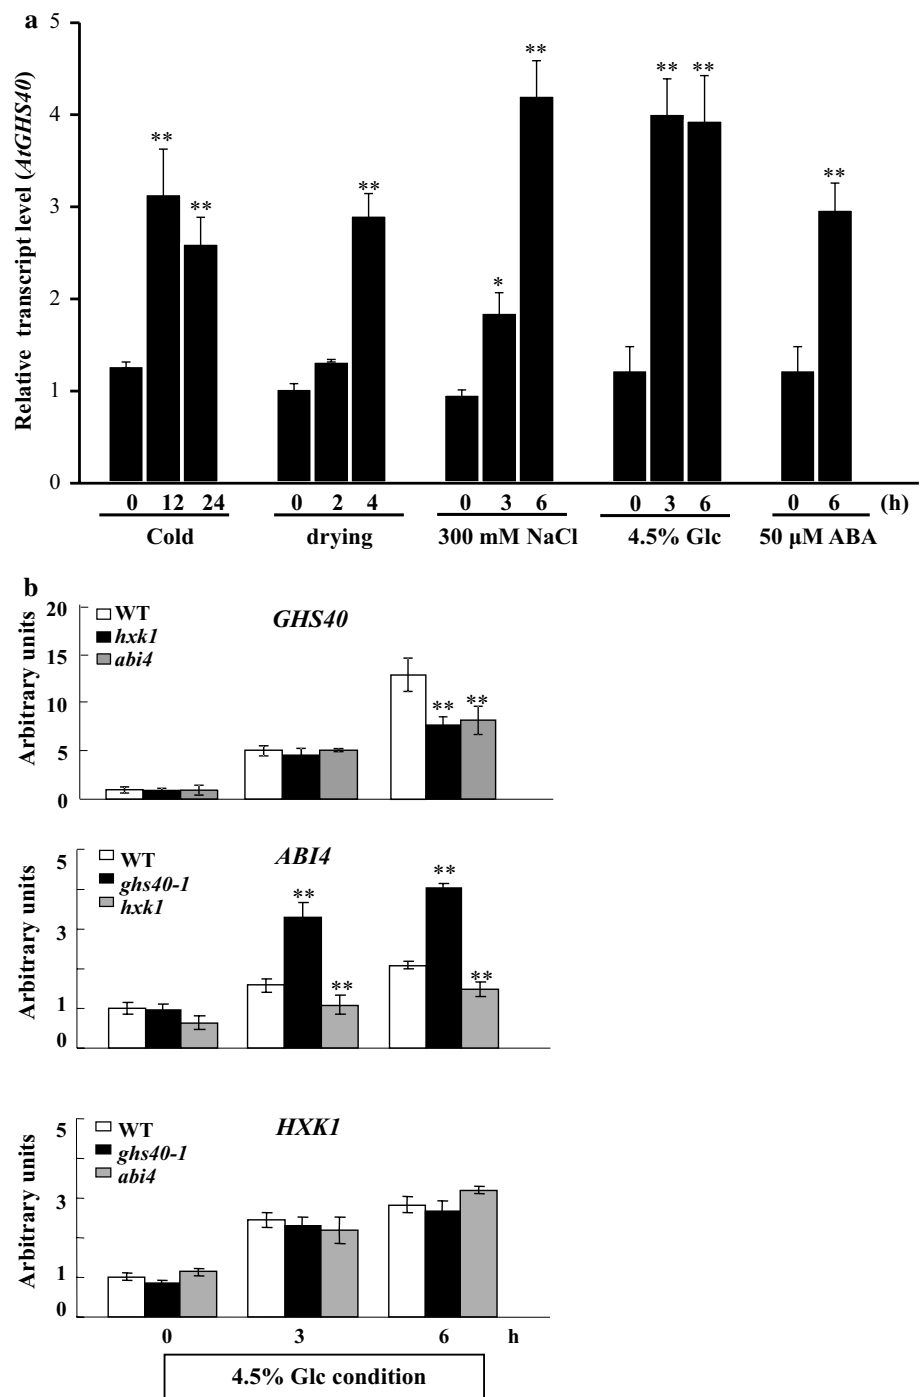 a
Relative transcript level (AtGHS40)
5
4
3
2
1
0
**
**
**
*
**
**
**
**
0 12 24
0 2 4
0 3 6
0 3 6
0 6 (h)
Cold
drying
300 mM NaCl
4.5% Glc
50 µM ABA
b
GHS40
Arbitrary units
20
15
10
5
0
WT
hxk1
abi4
**
**
ABI4
Arbitrary units
5
3
1
0
WT
ghs40-1
hxk1
**
**
**
**
HXK1
Arbitrary units
5
3
1
0
WT
ghs40-1
abi4
0 3 6 h
4.5% Glc condition